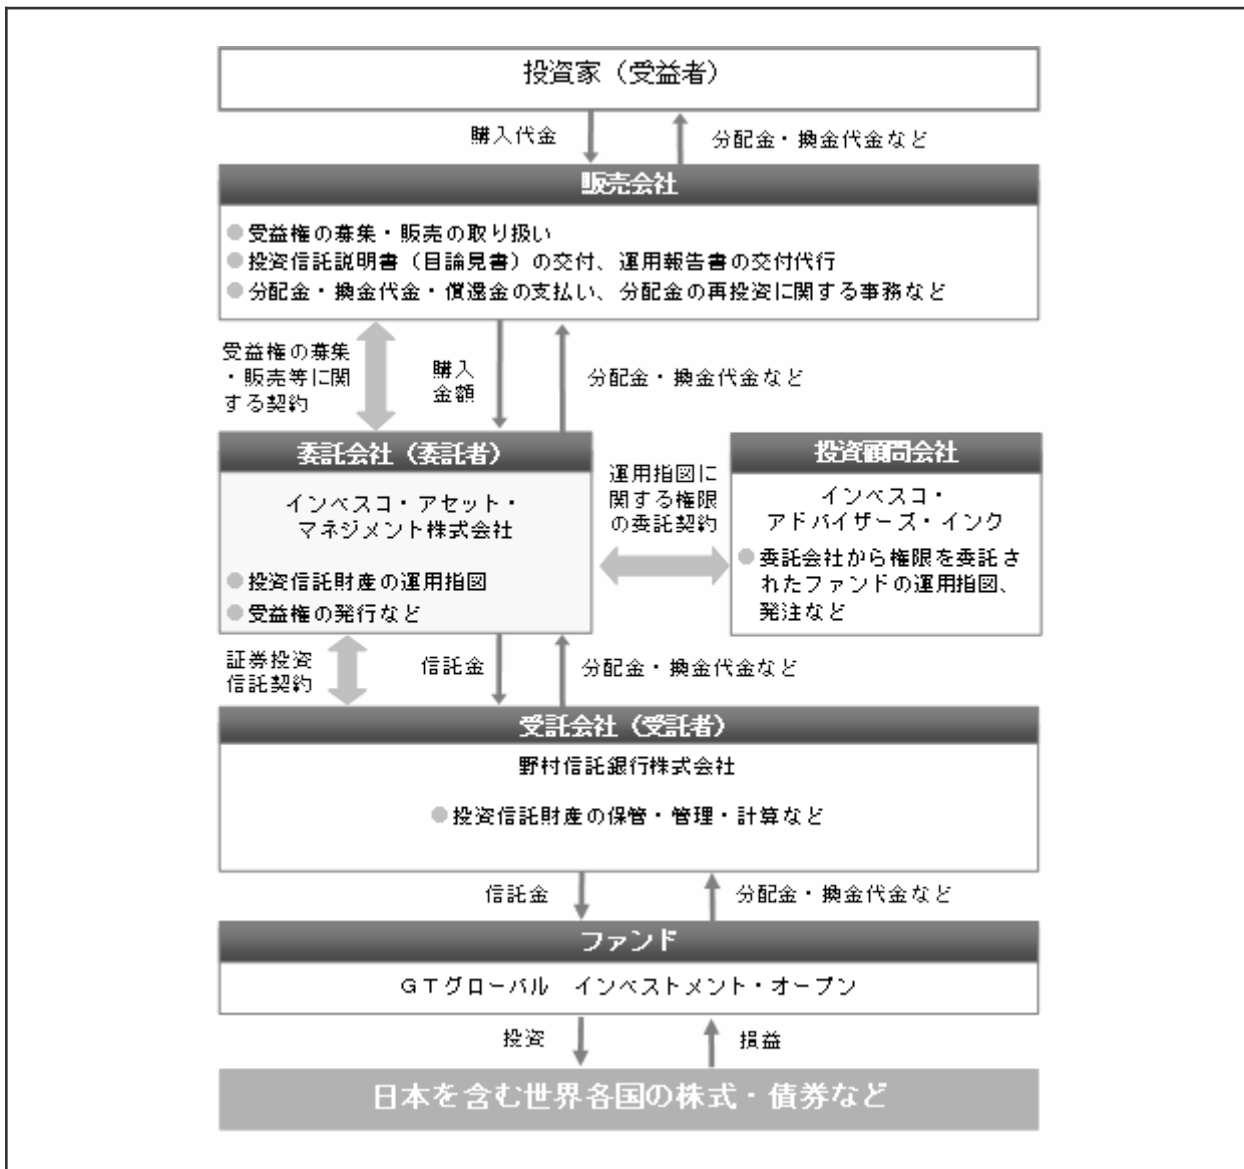 投資家（受益者）
購入代金
分配金・換金代金など
販売会社
受益権の募集・販売の取り扱い
投資信託説明書（目論見書）の交付、運用報告書の交付代行
分配金・換金代金・償還金の支払い、分配金の再投資に関する事務など
受益権の募集
・販売等に関
する契約
購入
金額
分配金・換金代金など
委託会社（委託者）
インベスコ・アセット・
マネジメント株式会社
投資信託財産の運用指図
受益権の発行など
運用指図に
関する権限
の委託契約
投資顧問会社
インベスコ・
アドバイザーズ・インク
委託会社から権限を委託さ
れたファンドの運用指図、
発注など
証券投資
信託契約
信託金
分配金・換金代金など
受託会社（受託者）
野村信託銀行株式会社
投資信託財産の保管・管理・計算など
信託金
分配金・換金代金など
ファンド
ＧＴグローバル　インベストメント・オープン
投資
損益
日本を含む世界各国の株式・債券など